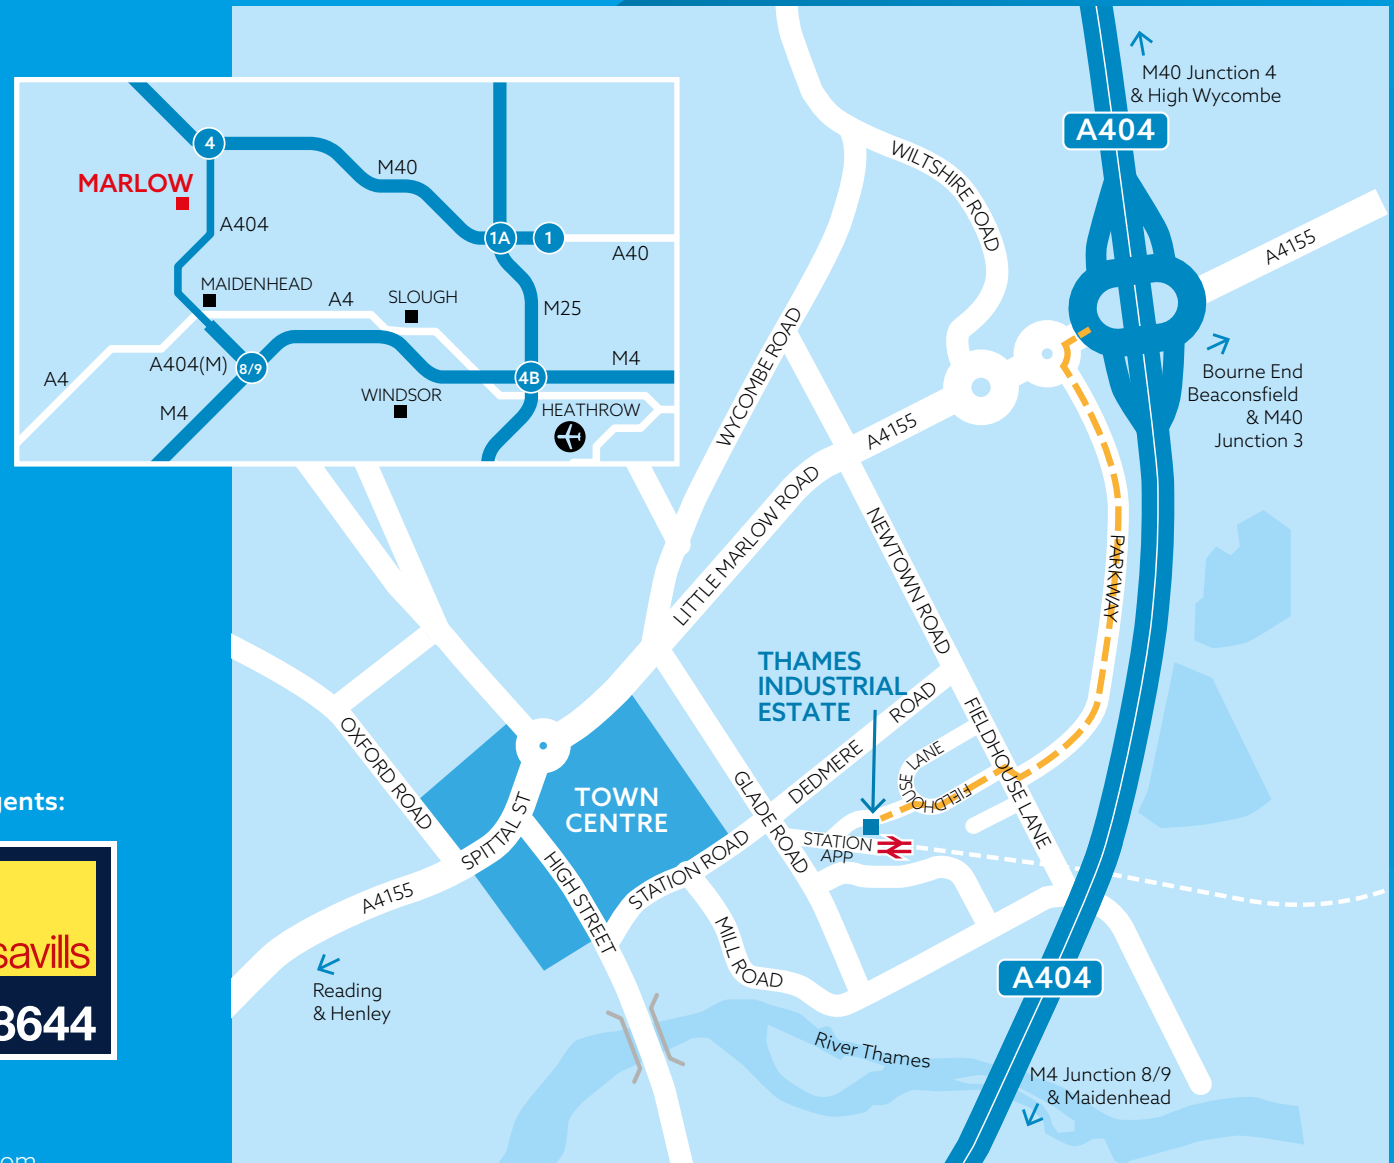 M40 Junction 4
& High Wycombe
A404
4
M40
MARLOW
A404
1A
1
A40
MAIDENHEAD
A4
SLOUGH
M25
A404(M)
8/9
4B
M4
A4
WINDSOR
HEATHROW
M4
WILTSHIRE ROAD
A4155
WYCOMBE ROAD
Bourne End
Beaconsfield
& M40
Junction 3
A4155
LITTLE MARLOW ROAD
NEWTOWN ROAD
PARKWAY
THAMES
INDUSTRIAL
ESTATE
DEDMERE ROAD
FIELDHOUSE LANE
FIELDHOUSE LANE
OXFORD ROAD
TOWN
CENTRE
GLADE ROAD
STATION
APP
SPITTAL ST
HIGH STREET
STATION ROAD
A4155
MILL ROAD
Reading
& Henley
A404
River Thames
M4 Junction 8/9
& Maidenhead
gents:
savills
8644
om